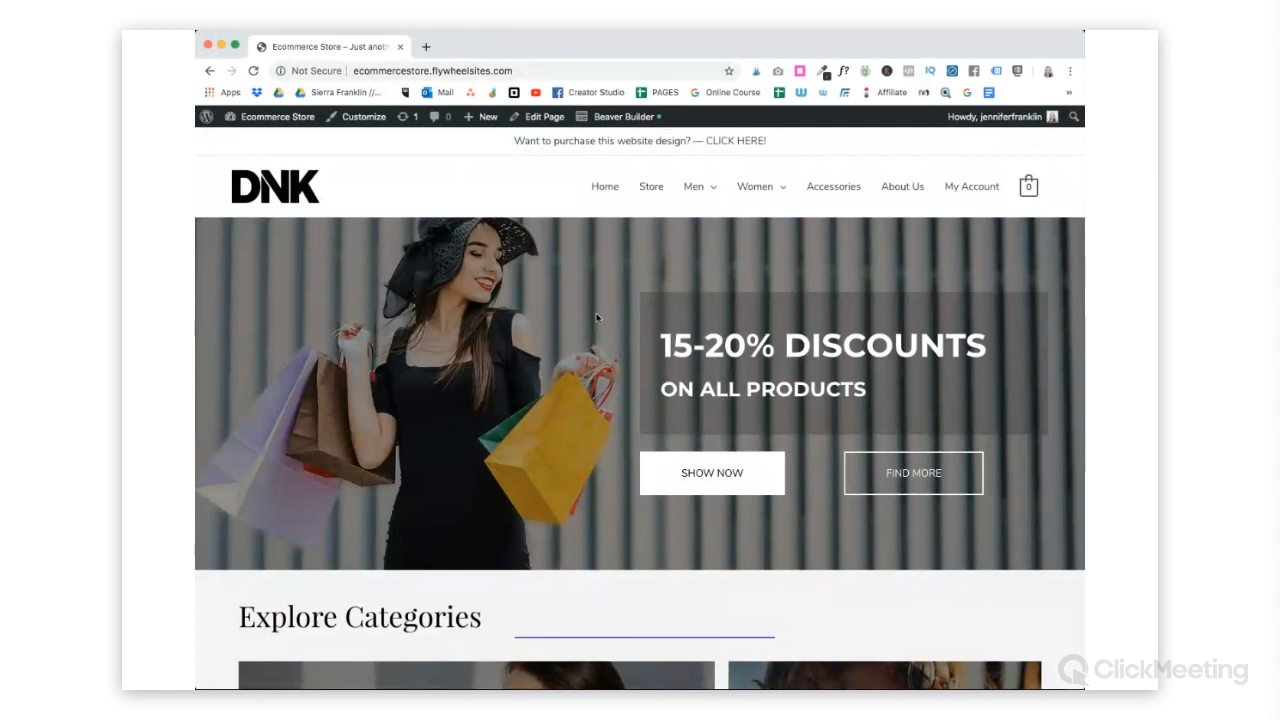 Ecommerce Store – Just anoth
Not Secure | ecommercestore.flywheelsites.com
f?
IQ
Apps
Sierra Franklin //...
Mail
Creator Studio
PAGES
Online Course
Affiliate
»
Ecommerce Store
Customize
1
0
New
Edit Page
Beaver Builder
Howdy, jenniferfranklin
Want to purchase this website design? — CLICK HERE!
DNK
Home
Store
Men
Women
Accessories
About Us
My Account
0
15-20% DISCOUNTS
ON ALL PRODUCTS
SHOW NOW
FIND MORE
Explore Categories
ClickMeeting